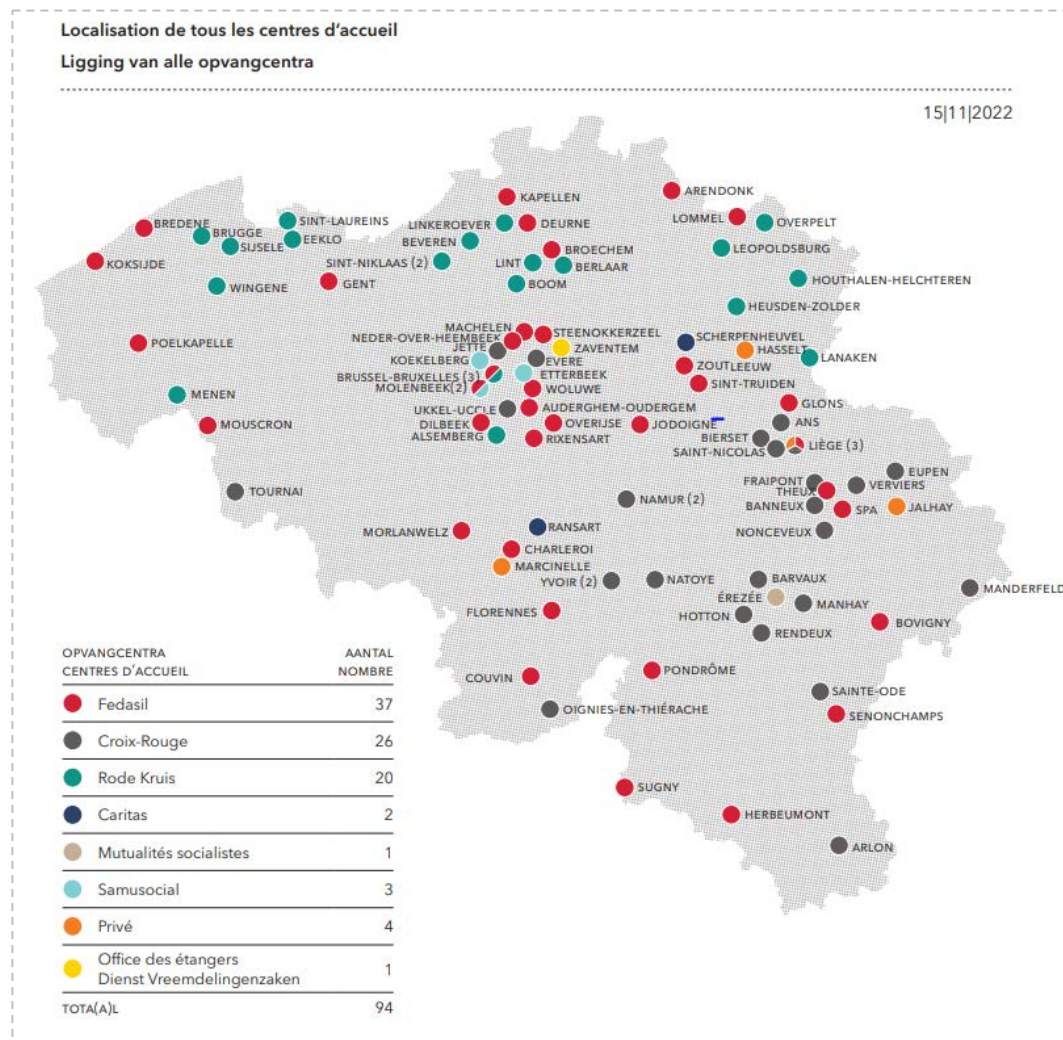 Localisation de tous les centres d'accueil
Ligging van alle opvangcentra
15|11|2022
KAPELLEN
ARENDONK
BREDENE
BRUGGE
SINT-LAUREINS
LINKEROEVER
DEURNE
LOMMEL
OVERPELT
SIJSELE
EEKLO
BEVEREN
BROECHEM
LEOPOLDSBURG
KOKSIJDE
SINT-NIKLAAS (2)
LINT
BERLAAR
WINGENE
GENT
BOOM
HOUTHALEN-HELCHTEREN
HEUSDEN-ZOLDER
MACHELEN
STEENOKKERZEEL
POELKAPELLE
NEDER-OVER-HEEMBEEK
SCHERPENHEUVEL
JETTE
ZAVENTEM
HASSELT
KOEKELBERG
EVERE
LANAKEN
BRUSSEL-BRUXELLES (3)
ETTERBEEK
ZOUTLEEUW
MOLENBEEK(2)
WOLUWE
SINT-TRUIDEN
MENEN
UKKEL-UCCLE
AUDERGHEM-OUDERGEM
GLONS
MOUSCRON
DILBEEK
OVERIJSE
JODOIGNE
ANS
ALSEMBERG
RIXENSART
BIERSET
LIÈGE (3)
SAINT-NICOLAS
EUPEN
FRAIPONT
TOURNAI
THEUX
VERVIERS
NAMUR (2)
BANNEUX
SPA
JALHAY
MORLANWELZ
RANSART
NONCEVEUX
CHARLEROI
MARCINELLE
YVOIR (2)
NATOYE
BARVAUX
MANDERFELD
ÉREZÉE
MANHAY
FLORENNES
HOTTON
BOVIGNY
RENDEUX
COUVIN
PONDRÔME
SAINTE-ODE
OIGNIES-EN-THIÉRACHE
SENONCHAMPS
SUGNY
HERBEUMONT
ARLON
OPVANGCENTRA AANTAL
CENTRES D'ACCUEIL NOMBRE
Fedasil 37
Croix-Rouge 26
Rode Kruis 20
Caritas 2
Mutualités socialistes 1
Samusocial 3
Privé 4
Office des étangers
Dienst Vreemdelingenzaken 1
TOTA(A)L 94